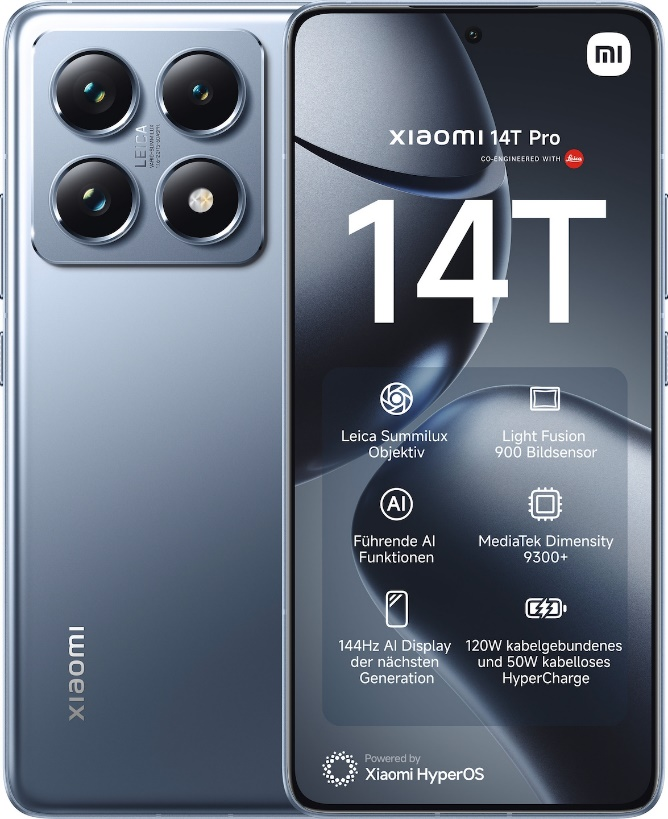 LEICA
xiaomi
mi
xiaomi 14T Pro
CO-ENGINEERED WITH Leica
14T
Leica Summilux
Objektiv
Light Fusion
900 Bildsensor
AI
Führende AI
Funktionen
MediaTek Dimensity
9300+
144Hz AI Display
der nächsten
Generation
120W kabelgebundenes
und 50W kabelloses
HyperCharge
Powered by
Xiaomi HyperOS